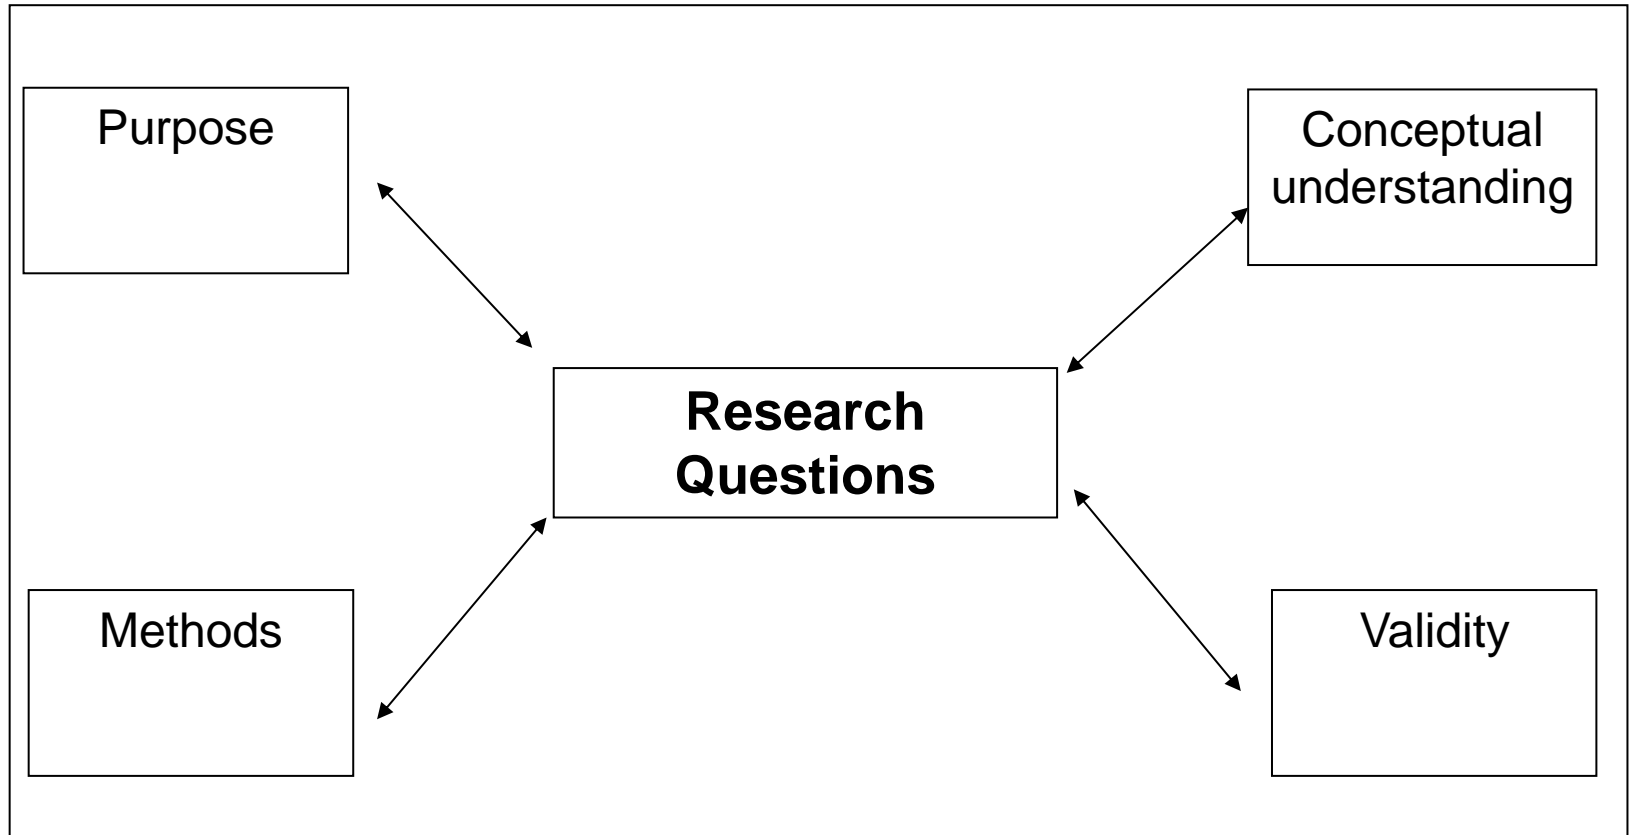 Purpose
Conceptual
understanding
Research
Questions
Methods
Validity